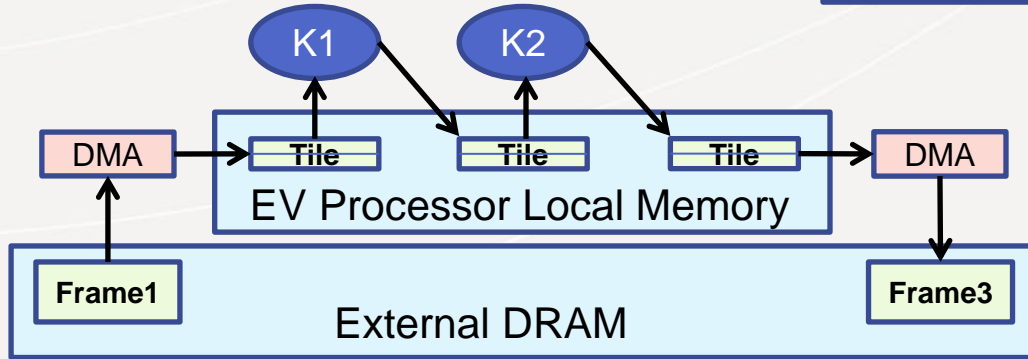 K1
K2
DMA
Tile
Tile
Tile
DMA
EV Processor Local Memory
Frame1
Frame3
External DRAM